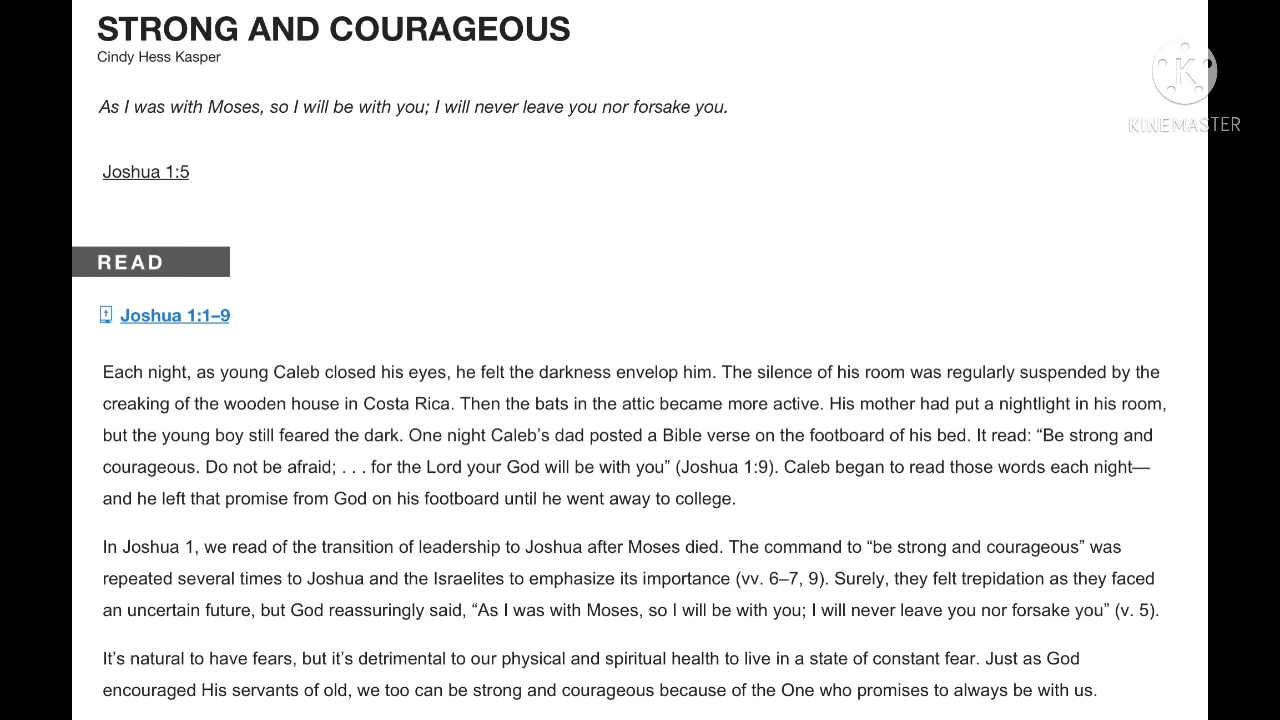 STRONG AND COURAGEOUS
Cindy Hess Kasper
As I was with Moses, so I will be with you; I will never leave you nor forsake you.
K
KINEMASTER
Joshua 1:5
READ
Joshua 1:1–9
Each night, as young Caleb closed his eyes, he felt the darkness envelop him. The silence of his room was regularly suspended by the
creaking of the wooden house in Costa Rica. Then the bats in the attic became more active. His mother had put a nightlight in his room,
but the young boy still feared the dark. One night Caleb’s dad posted a Bible verse on the footboard of his bed. It read: “Be strong and
courageous. Do not be afraid; . . . for the Lord your God will be with you” (Joshua 1:9). Caleb began to read those words each night—
and he left that promise from God on his footboard until he went away to college.
In Joshua 1, we read of the transition of leadership to Joshua after Moses died. The command to “be strong and courageous” was
repeated several times to Joshua and the Israelites to emphasize its importance (vv. 6–7, 9). Surely, they felt trepidation as they faced
an uncertain future, but God reassuringly said, “As I was with Moses, so I will be with you; I will never leave you nor forsake you” (v. 5).
It’s natural to have fears, but it’s detrimental to our physical and spiritual health to live in a state of constant fear. Just as God
encouraged His servants of old, we too can be strong and courageous because of the One who promises to always be with us.